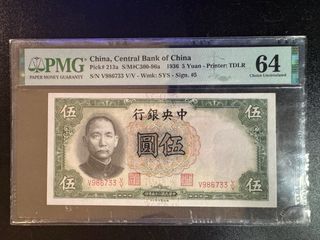 PMG
PAPER MONEY GUARANTY
China, Central Bank of China
Pick# 213a S/M#C300-96a 1936 5 Yuan - Printer: TDLR
S/N V986733 V/V - Wmk: SYS - Sign. #5
64
Choice Uncirculated
伍 行銀央中 伍
圓伍
V986733 V/V
V986733 V/V
伍 伍